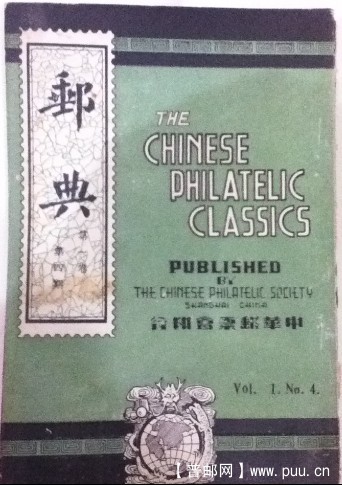 郵典
第一卷
第四期
THE
CHINESE
PHILATELIC
CLASSICS
PUBLISHED
BY
THE CHINESE PHILATELIC SOCIETY
SHANGHAI CHINA
中華郵票會刊行
Vol. 1. No. 4.
【普邮网】www.puu.cn